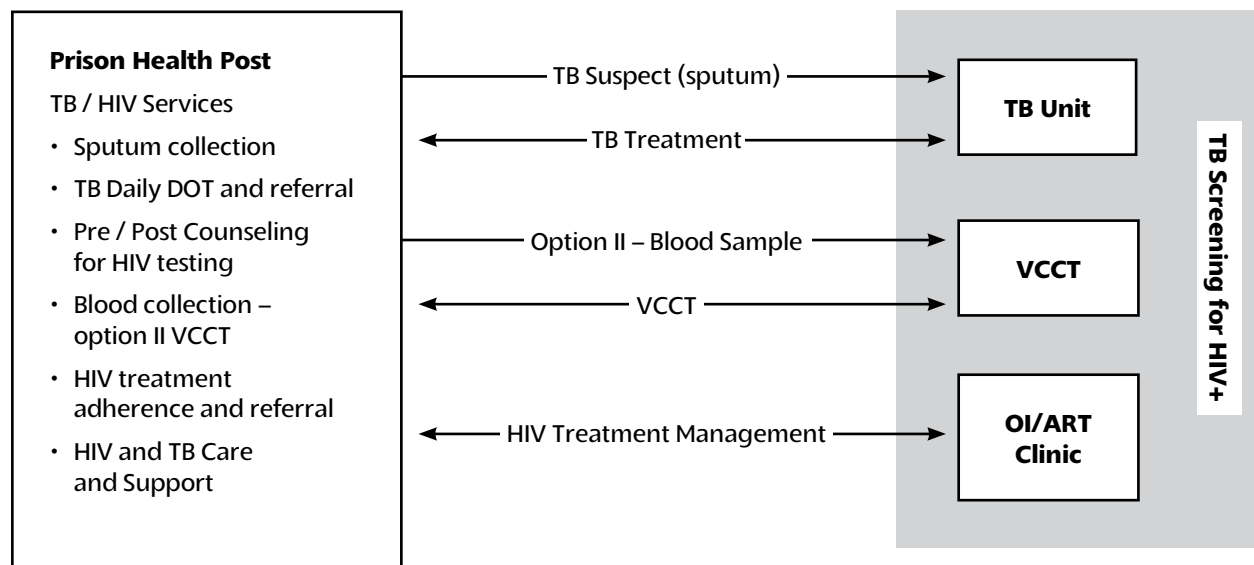 Prison Health Post
TB / HIV Services
• Sputum collection
• TB Daily DOT and referral
• Pre / Post Counseling
for HIV testing
• Blood collection –
option II VCCT
• HIV treatment
adherence and referral
• HIV and TB Care
and Support
TB Suspect (sputum)
TB Treatment
Option II – Blood Sample
VCCT
HIV Treatment Management
TB Unit
VCCT
OI/ART
Clinic
TB Screening for HIV+